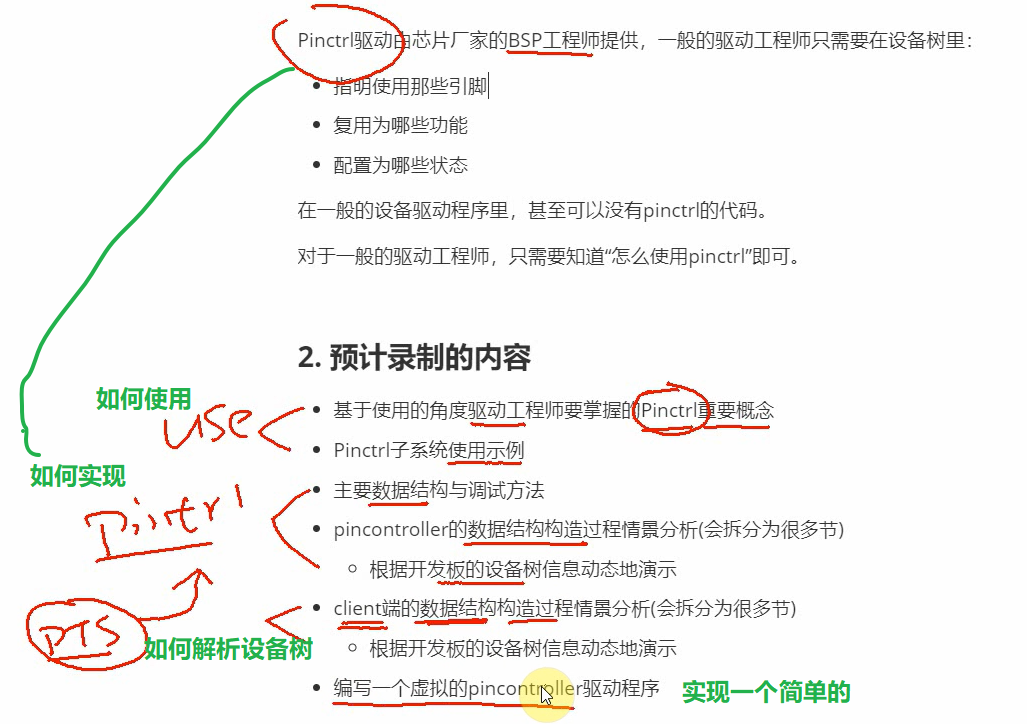 Pinctrl驱动由芯片厂家的BSP工程师提供，一般的驱动工程师只需要在设备树里：
指明使用那些引脚
复用为哪些功能
配置为哪些状态
在一般的设备驱动程序里，甚至可以没有pinctrl的代码。
对于一般的驱动工程师，只需要知道“怎么使用pinctrl”即可。
2. 预计录制的内容
如何使用
use
基于使用的角度驱动工程师要掌握的Pinctrl重要概念
Pinctrl子系统使用示例
如何实现
主要数据结构与调试方法
Pinctrl
pincontroller的数据结构构造过程情景分析(会拆分为很多节)
根据开发板的设备树信息动态地演示
client端的数据结构构造过程情景分析(会拆分为很多节)
DTS
如何解析设备树
根据开发板的设备树信息动态地演示
编写一个虚拟的pincontroller驱动程序
实现一个简单的